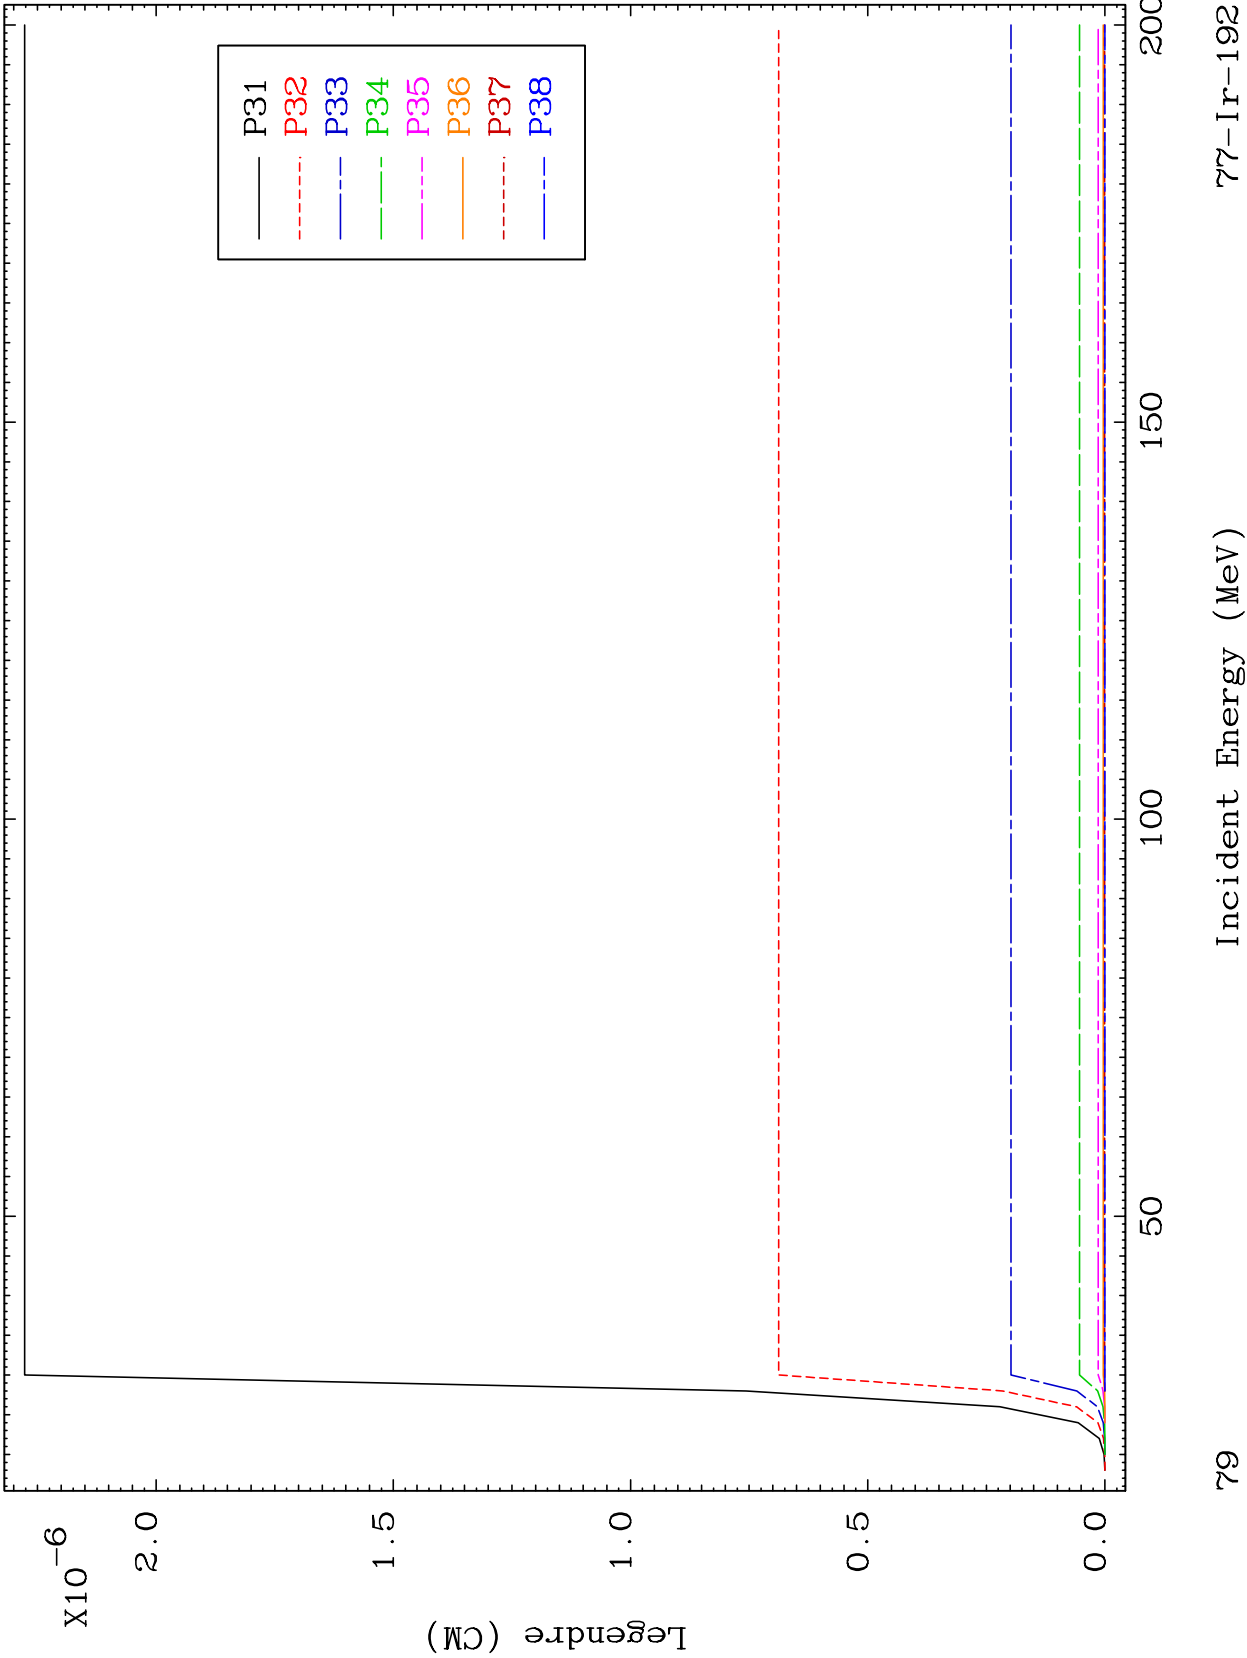 X10-6
2.0
1.5
1.0
0.5
0.0
Legendre (CM)
P31
P32
P33
P34
P35
P36
P37
P38
50
100
150
200
Incident Energy (MeV)
79
77-Ir-192